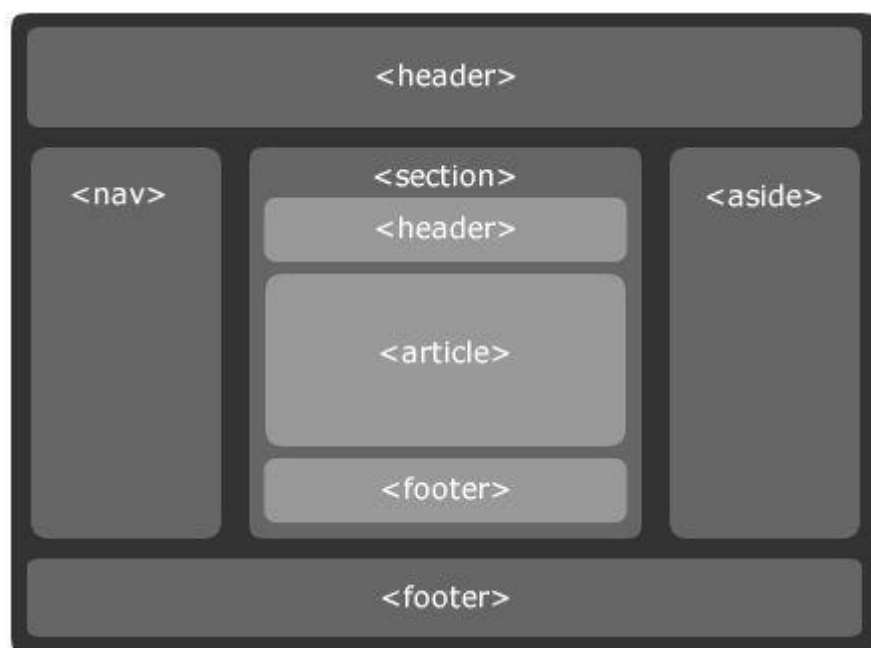 <header>
<nav>
<section>
<header>
<article>
<footer>
<aside>
<footer>